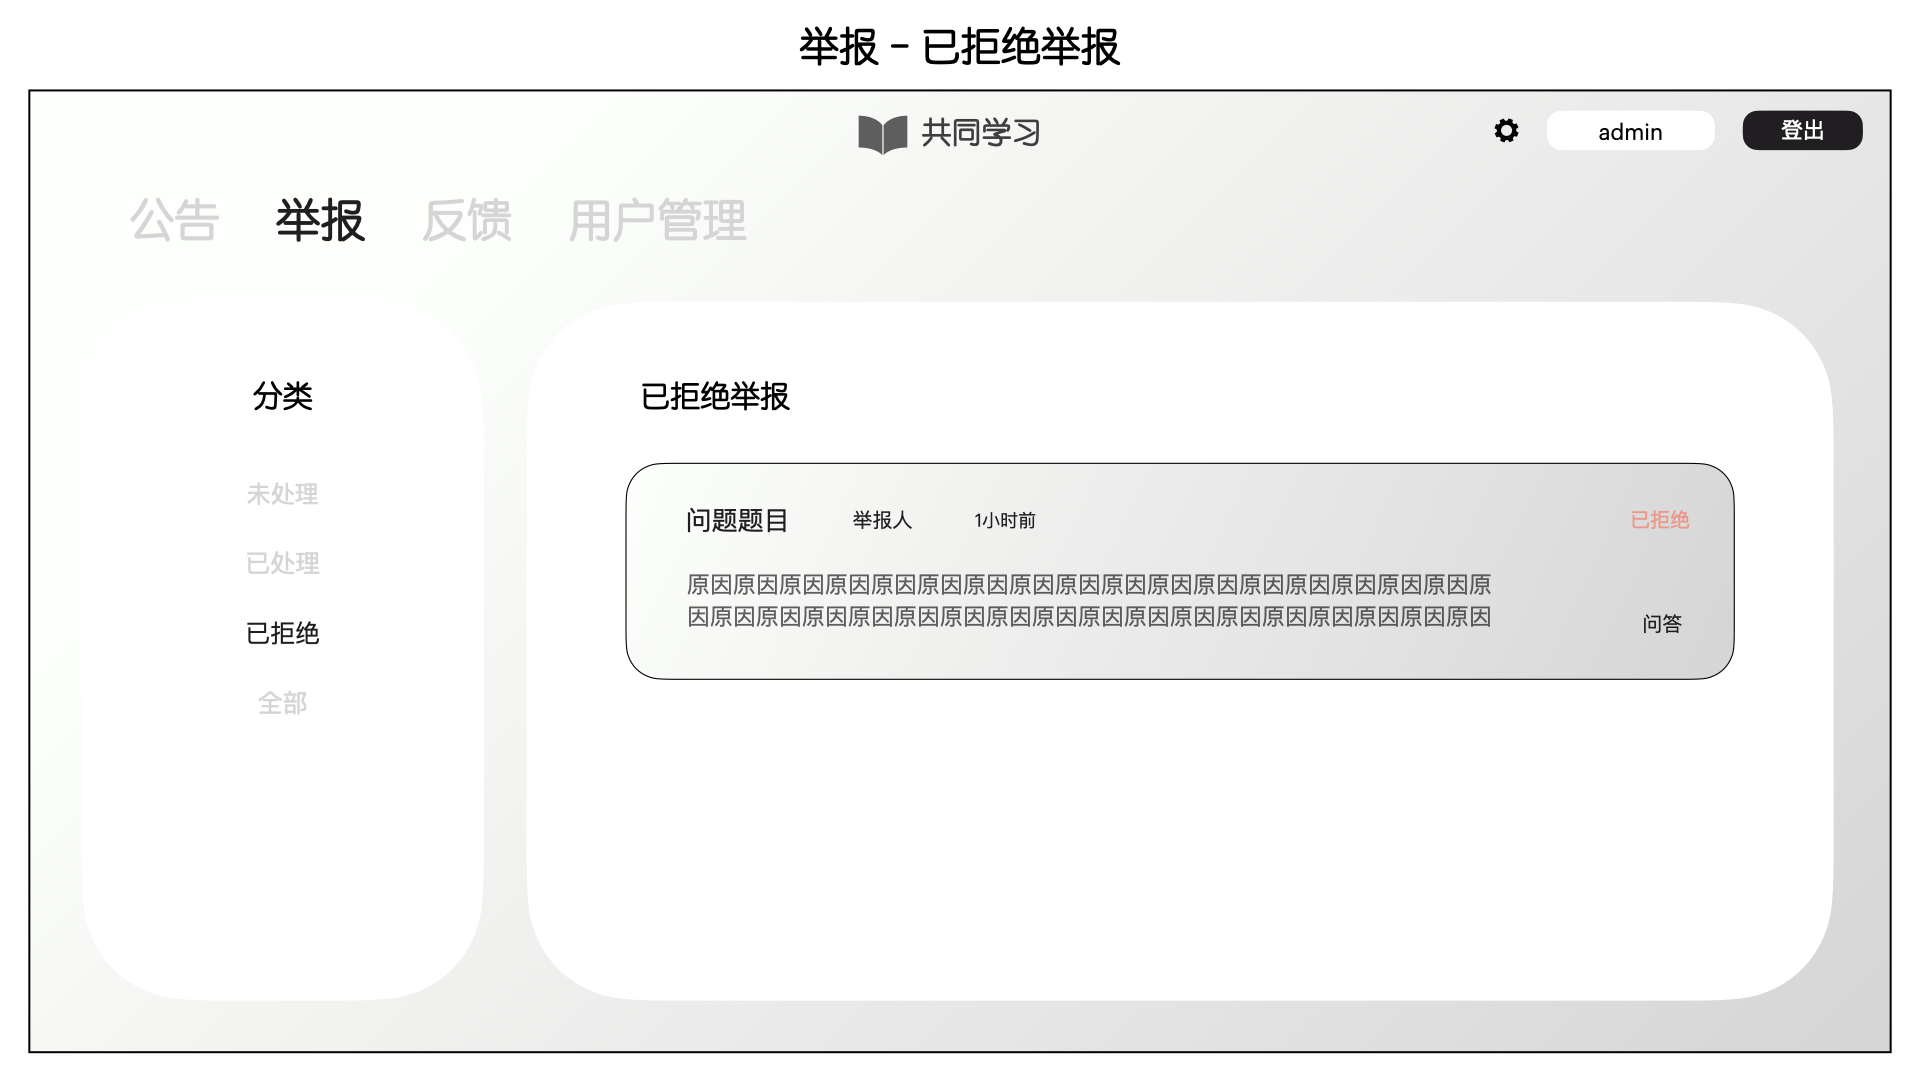 举报 - 已拒绝举报
共同学习
admin
登出
公告 举报 反馈 用户管理
分类
未处理
已处理
已拒绝
全部
已拒绝举报
问题题目 举报人 1小时前 已拒绝
原因原因原因原因原因原因原因原因原因原因原因原因原因原因原因原因原因原
因原因原因原因原因原因原因原因原因原因原因原因原因原因原因原因原因原因
问答